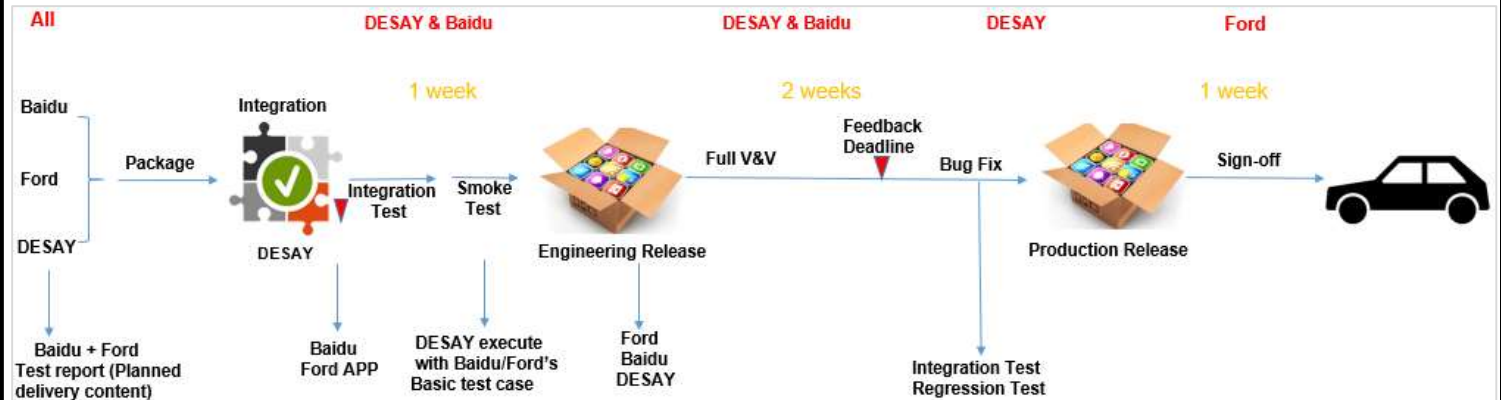 All
DESAY & Baidu
DESAY & Baidu
DESAY
Ford
1 week
2 weeks
1 week
Baidu
Integration
Feedback
Deadline
Package
Full V&V
Bug Fix
Sign-off
Ford
Integration
Test
Smoke
Test
DESAY
DESAY
Engineering Release
Production Release
Baidu + Ford
Test report (Planned
delivery content)
Baidu
Ford APP
DESAY execute
with Baidu/Ford's
Basic test case
Ford
Baidu
DESAY
Integration Test
Regression Test